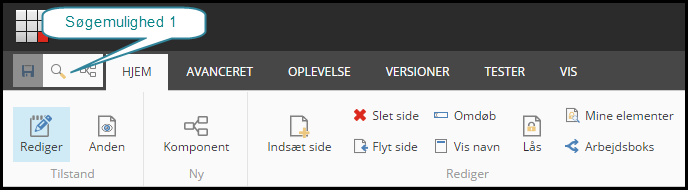 Søgemulighed 1
HJEM AVANCERET OPLEVELSE VERSIONER TESTER VIS
Rediger Anden
Tilstand
Komponent
Ny
Indsæt side
Slet side
Flyt side
Omdøb
Vis navn
Lås
Mine elementer
Arbejdsboks
Rediger